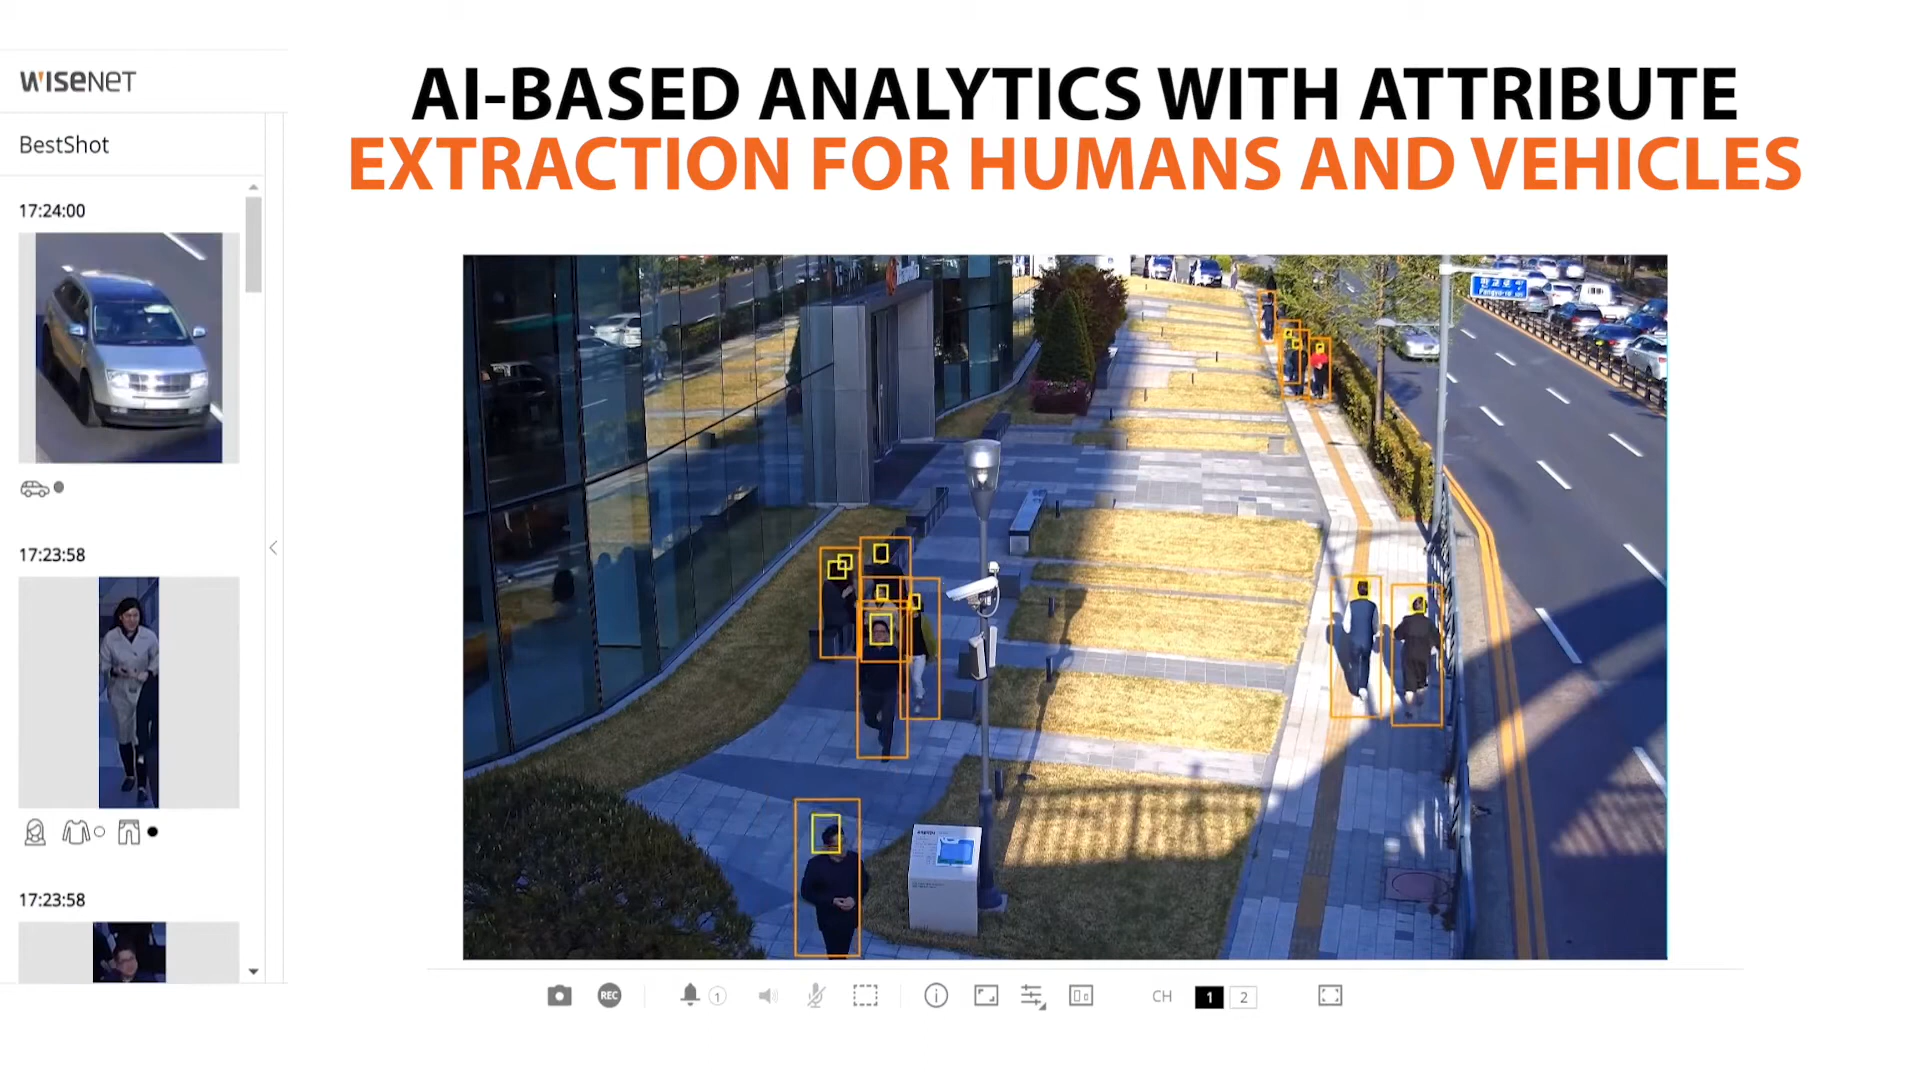 WISENET
BestShot
17:24:00
17:23:58
17:23:58
AI-BASED ANALYTICS WITH ATTRIBUTE
EXTRACTION FOR HUMANS AND VEHICLES
REC
1
CH
1
2